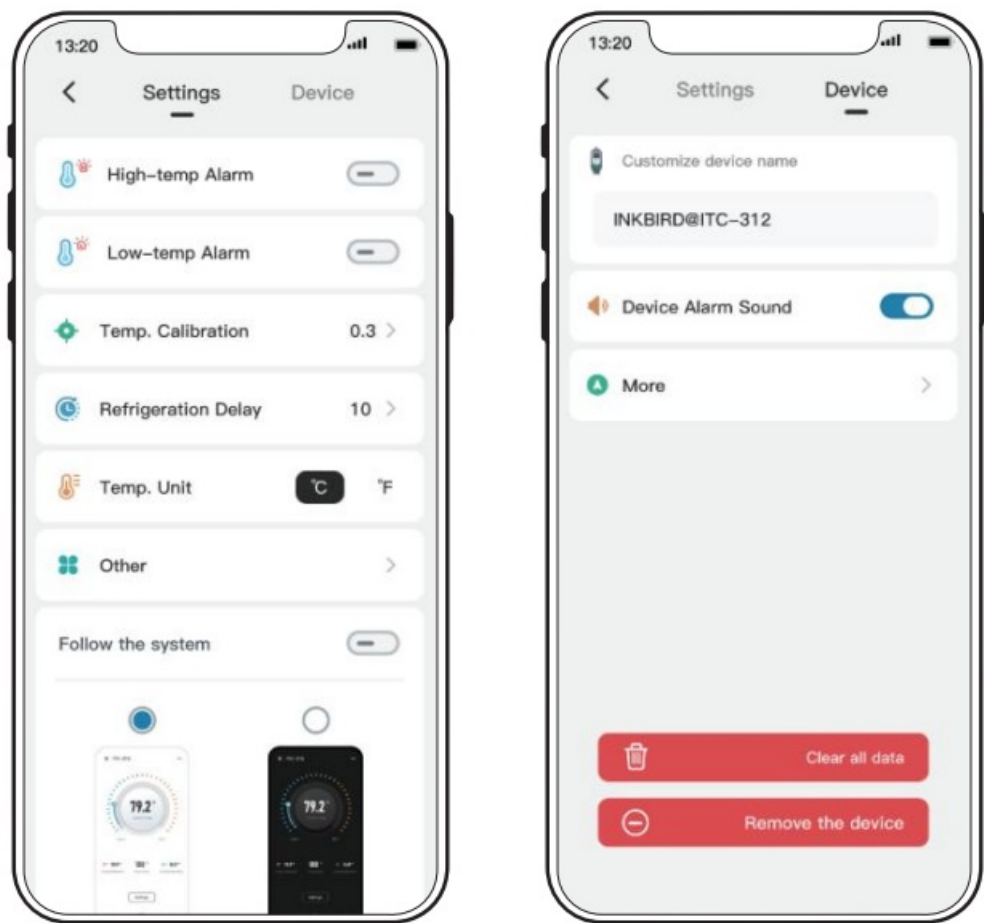 13:20
Settings
Device
High-temp Alarm
Low-temp Alarm
Temp. Calibration 0.3
Refrigeration Delay 10
Temp. Unit °C °F
Other
Follow the system
79.2°
79.2°
13:20
Settings
Device
Customize device name
INKBIRD@ITC-312
Device Alarm Sound
More
Clear all data
Remove the device